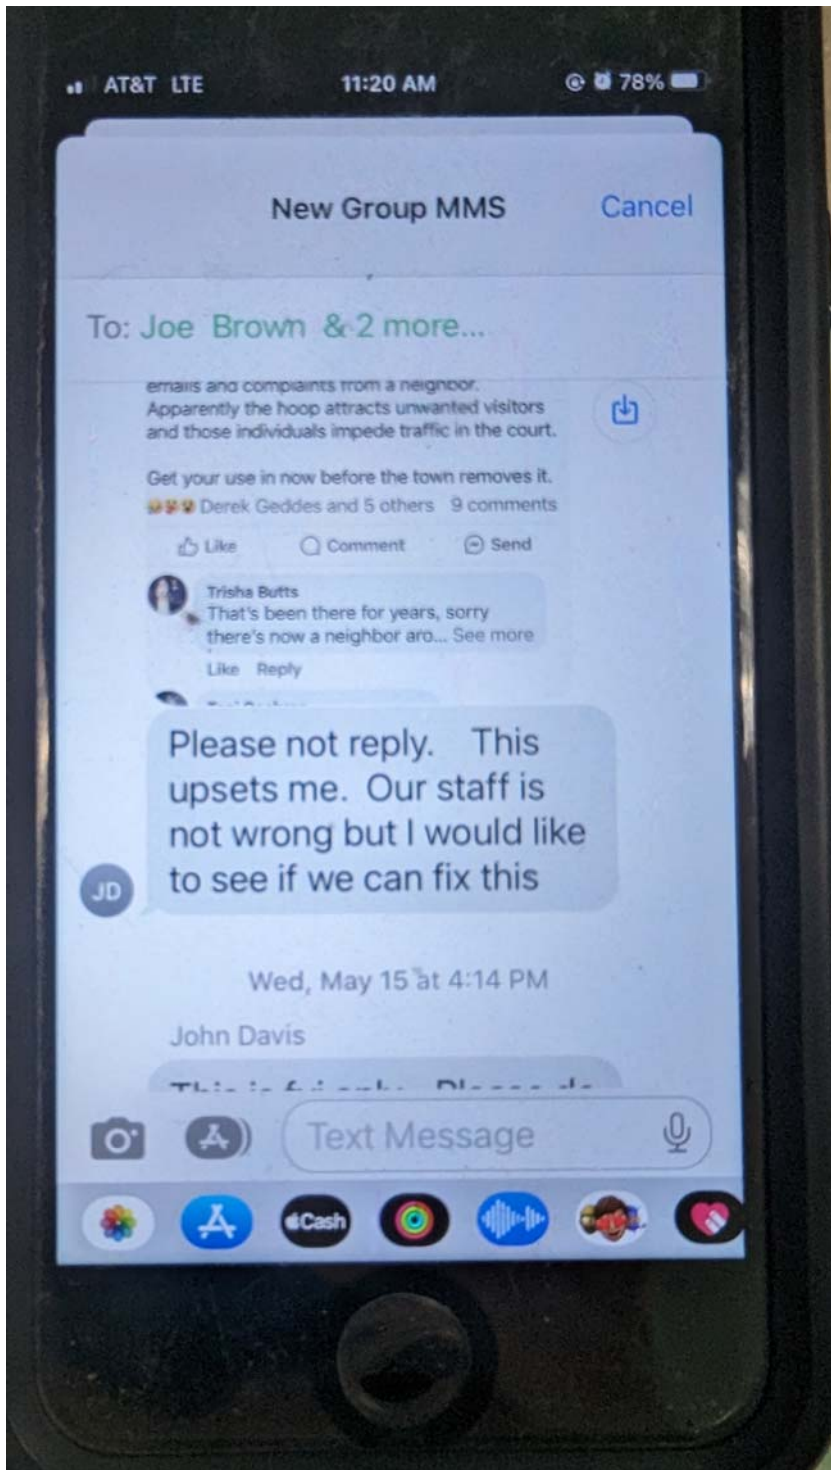 AT&T LTE 11:20 AM 78%
New Group MMS Cancel
To: Joe Brown & 2 more...
emails and complaints from a neighbor.
Apparently the hoop attracts unwanted visitors
and those individuals impede traffic in the court.
Get your use in now before the town removes it.
Derek Geddes and 5 others 9 comments
Like Comment Send
Trisha Butts
That's been there for years, sorry
there's now a neighbor aro... See more
Like Reply
Please not reply. This
upsets me. Our staff is
not wrong but I would like
to see if we can fix this
JD
Wed, May 15 at 4:14 PM
John Davis
Text Message
Cash